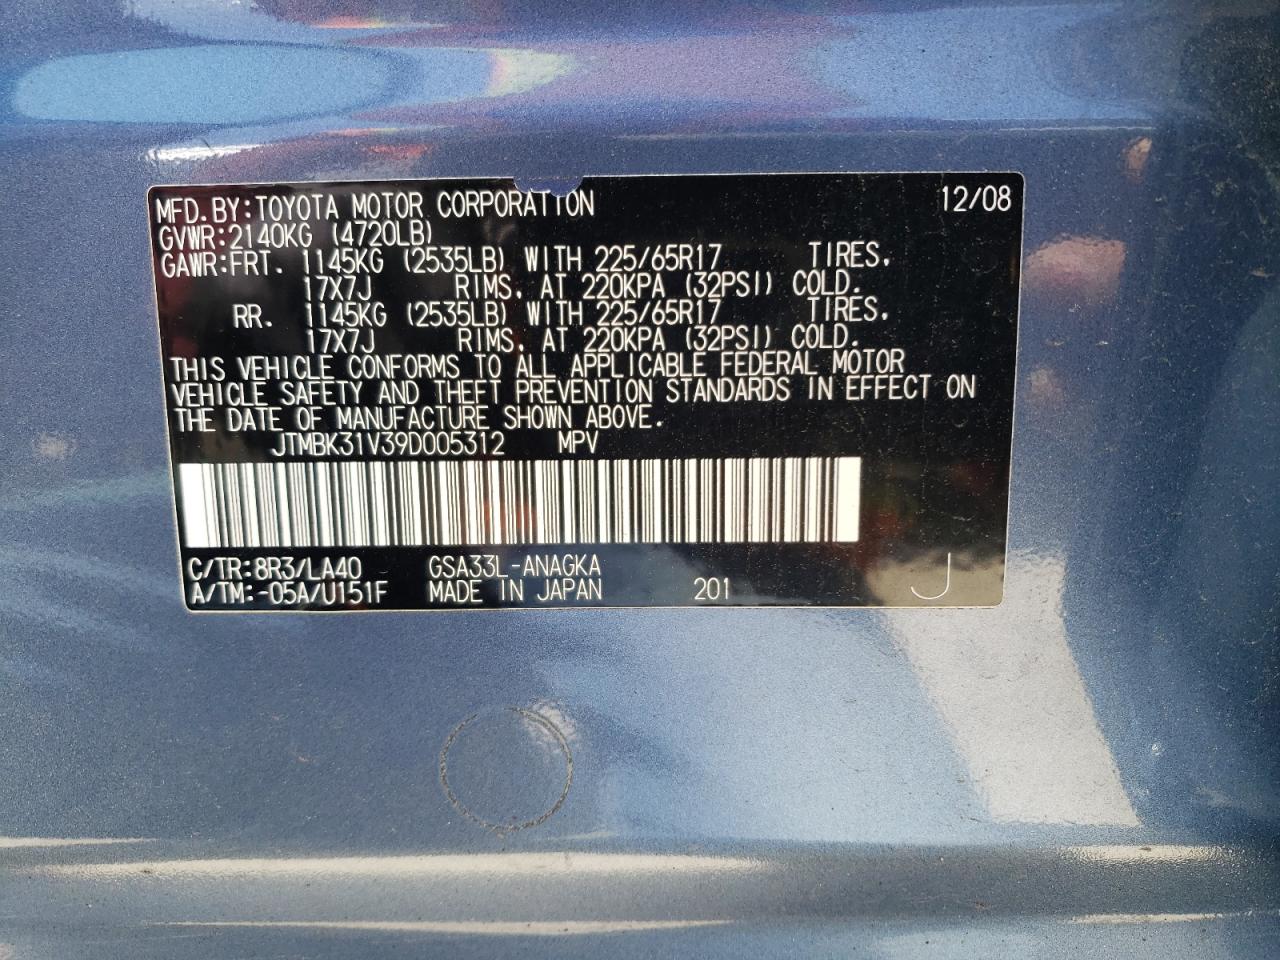 MFD.BY:TOYOTA MOTOR CORPORATION 12/08
GVWR:2140KG (4720LB)
GAWR:FRT. 1145KG (2535LB) WITH 225/65R17 TIRES,
17X7J RIMS, AT 220KPA (32PSI) COLD.
RR. 1145KG (2535LB) WITH 225/65R17 TIRES,
17X7J RIMS, AT 220KPA (32PSI) COLD.
THIS VEHICLE CONFORMS TO ALL APPLICABLE FEDERAL MOTOR
VEHICLE SAFETY AND THEFT PREVENTION STANDARDS IN EFFECT ON
THE DATE OF MANUFACTURE SHOWN ABOVE.
JTMBK31V39D005312 MPV
C/TR:8R3/LA40 GSA33L-ANAGKA
A/TM:-05A/U151F MADE IN JAPAN 201 J